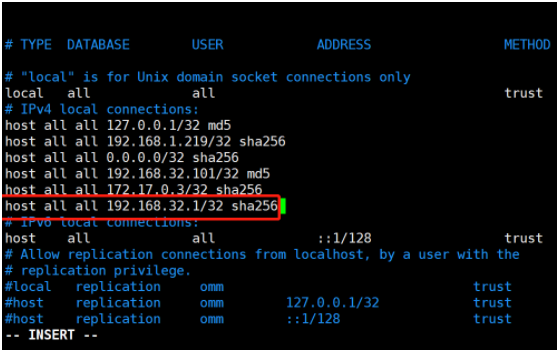 # TYPE  DATABASE        USER            ADDRESS                 METHOD
# "local" is for Unix domain socket connections only
local   all             all                                     trust
# IPv4 local connections:
host all all 127.0.0.1/32 md5
host all all 192.168.1.219/32 sha256
host all all 0.0.0.0/32 sha256
host all all 192.168.32.101/32 md5
host all all 172.17.0.3/32 sha256
host all all 192.168.32.1/32 sha256
# IPv6 local connections:
host    all             all             ::1/128                 trust
# Allow replication connections from localhost, by a user with the
# replication privilege.
#local   replication     omm                                trust
#host    replication     omm        127.0.0.1/32            trust
#host    replication     omm        ::1/128                 trust
-- INSERT --